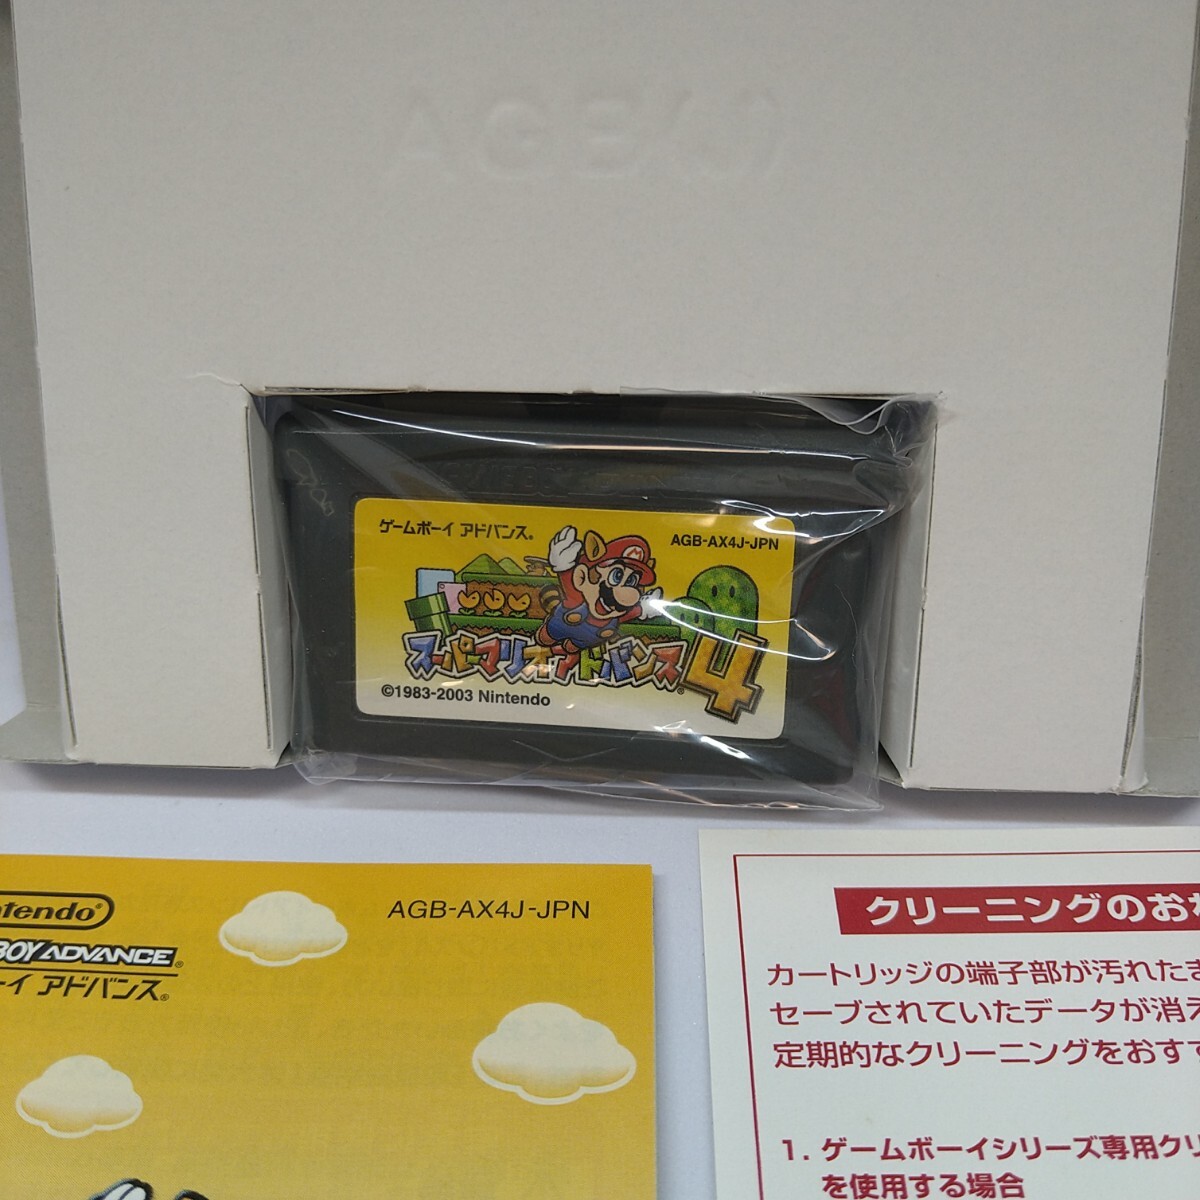 AGB(J)
ゲームボーイ アドバンス®
AGB-AX4J-JPN
スーパーマリオアドバンス®4
©1983-2003 Nintendo
AGB-AX4J-JPN
ntendo®
BOY ADVANCE®
ーイ アドバンス®
クリーニングのお
カートリッジの端子部が汚れたま
セーブされていたデータが消え
定期的なクリーニングをおす
1. ゲームボーイシリーズ専用クリ
を使用する場合